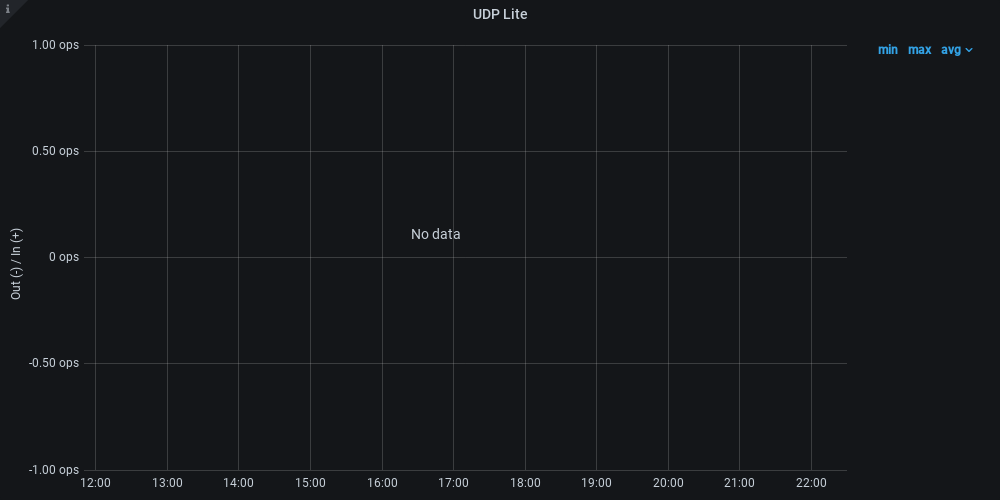 i
UDP Lite
min max avg
1.00 ops
0.50 ops
No data
0 ops
Out (-) / In (+)
-0.50 ops
-1.00 ops
12:00 13:00 14:00 15:00 16:00 17:00 18:00 19:00 20:00 21:00 22:00